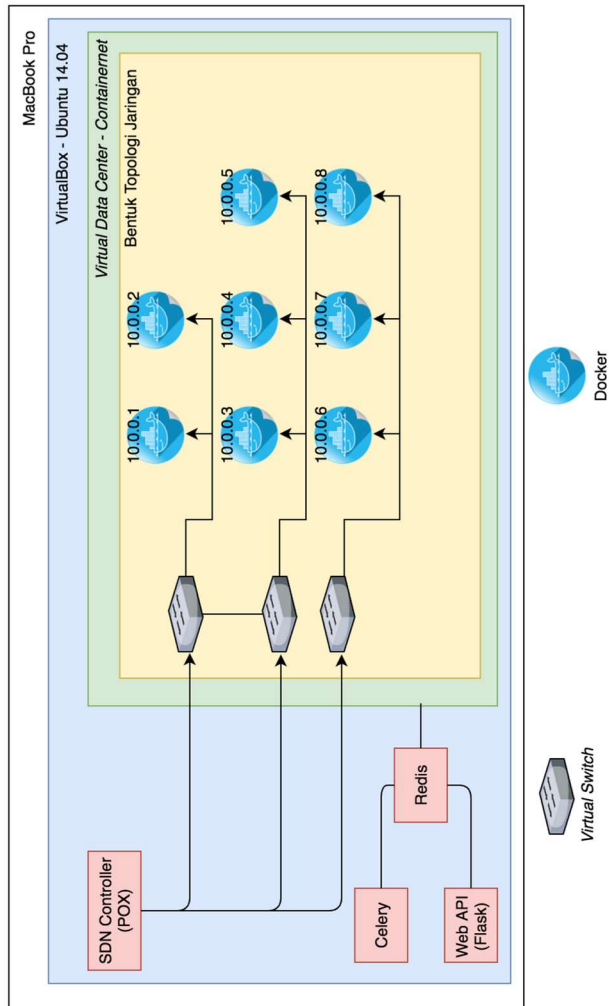 MacBook Pro
VirtualBox - Ubuntu 14.04
Virtual Data Center - Containernet
Bentuk Topologi Jaringan
SDN Controller
(POX)
10.0.0.1
10.0.0.2
10.0.0.3
10.0.0.4
10.0.0.5
10.0.0.6
10.0.0.7
10.0.0.8
Celery
Redis
Web API
(Flask)
Virtual Switch
Docker